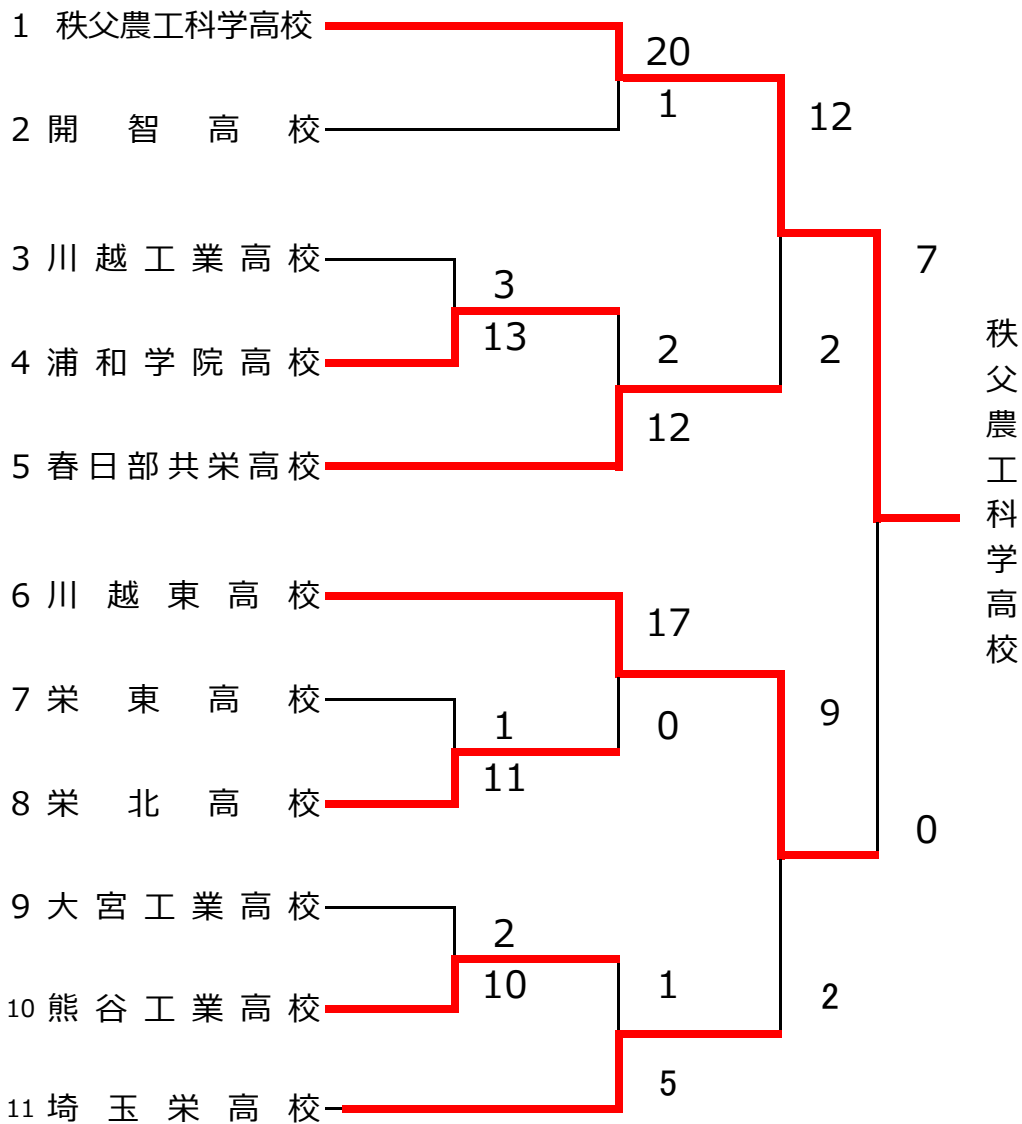 1 秩父農工科学高校
20
1
2 開智高校
12
3 川越工業高校
7
3
13
4 浦和学院高校
2
2
12
5 春日部共栄高校
秩父農工科学高校
6 川越東高校
17
7 栄東高校
9
1
0
11
8 栄北高校
0
9 大宮工業高校
2
10
1
2
10 熊谷工業高校
5
11 埼玉栄高校